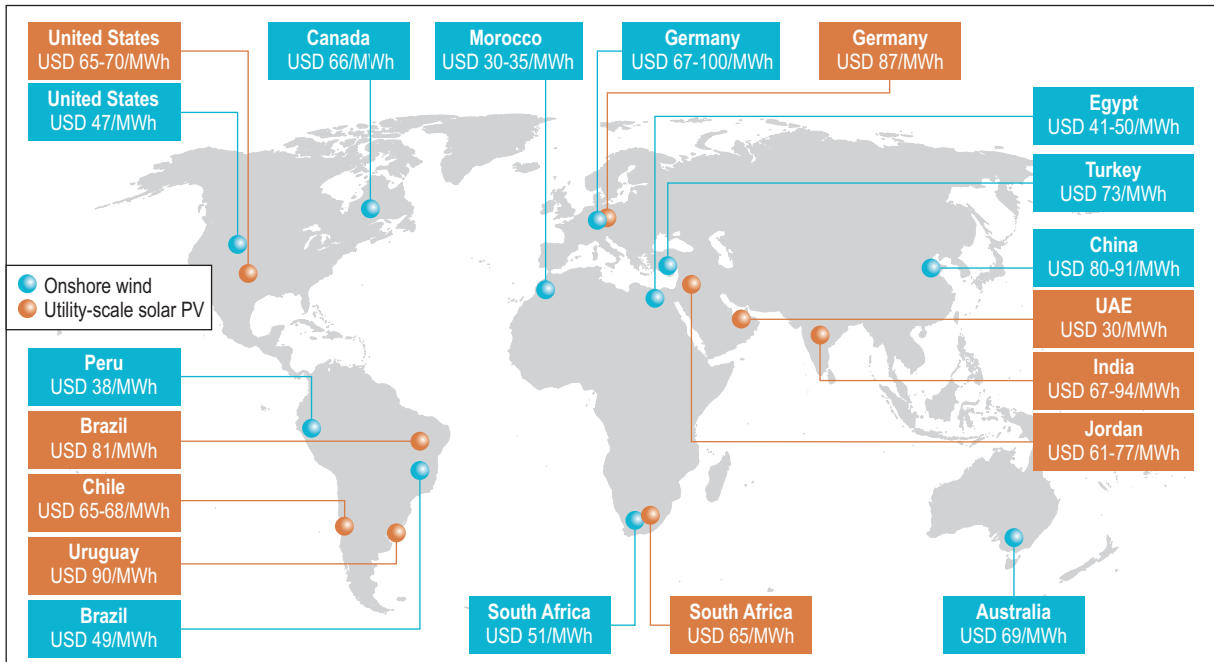 United States
USD 65-70/MWh
United States
USD 47/MWh
Canada
USD 66/MWh
Morocco
USD 30-35/MWh
Germany
USD 67-100/MWh
Germany
USD 87/MWh
Egypt
USD 41-50/MWh
Turkey
USD 73/MWh
China
USD 80-91/MWh
UAE
USD 30/MWh
India
USD 67-94/MWh
Jordan
USD 61-77/MWh
Onshore wind
Utility-scale solar PV
Peru
USD 38/MWh
Brazil
USD 81/MWh
Chile
USD 65-68/MWh
Uruguay
USD 90/MWh
Brazil
USD 49/MWh
South Africa
USD 51/MWh
South Africa
USD 65/MWh
Australia
USD 69/MWh